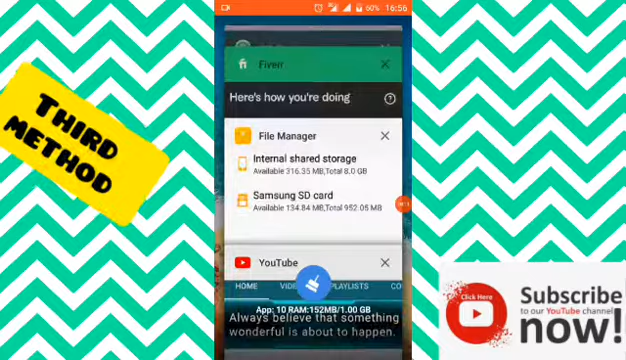 60% 16:56
THIRD
METHOD
Fiverr
Here's how you're doing
File Manager
Internal shared storage
Available 316.35 MB,Total 8.0 GB
Samsung SD card
Available 134.84 MB,Total 952.05 MB
YouTube
HOME PLAYLISTS
App: 10 RAM:152MB/1.00 GB
Always believe that something
wonderful is about to happen.
Click Here
Subscribe
to our YouTube channel
now!